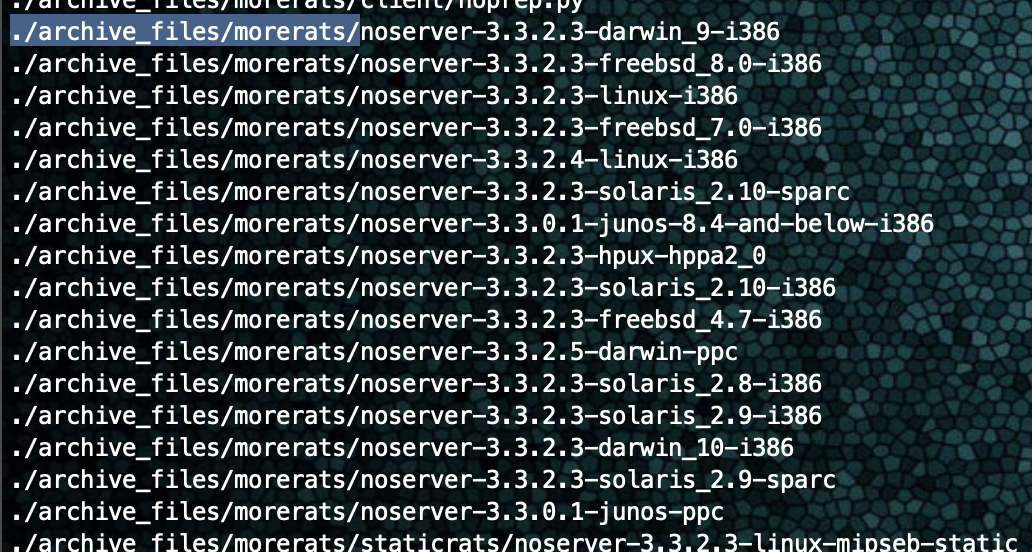 ./archive_files/morerats/client/noprep.py
./archive_files/morerats/noserver-3.3.2.3-darwin_9-i386
./archive_files/morerats/noserver-3.3.2.3-freebsd_8.0-i386
./archive_files/morerats/noserver-3.3.2.3-linux-i386
./archive_files/morerats/noserver-3.3.2.3-freebsd_7.0-i386
./archive_files/morerats/noserver-3.3.2.4-linux-i386
./archive_files/morerats/noserver-3.3.2.3-solaris_2.10-sparc
./archive_files/morerats/noserver-3.3.0.1-junos-8.4-and-below-i386
./archive_files/morerats/noserver-3.3.2.3-hpux-hppa2_0
./archive_files/morerats/noserver-3.3.2.3-solaris_2.10-i386
./archive_files/morerats/noserver-3.3.2.3-freebsd_4.7-i386
./archive_files/morerats/noserver-3.3.2.5-darwin-ppc
./archive_files/morerats/noserver-3.3.2.3-solaris_2.8-i386
./archive_files/morerats/noserver-3.3.2.3-solaris_2.9-i386
./archive_files/morerats/noserver-3.3.2.3-darwin_10-i386
./archive_files/morerats/noserver-3.3.2.3-solaris_2.9-sparc
./archive_files/morerats/noserver-3.3.0.1-junos-ppc
./archive_files/morerats/staticrats/noserver-3.3.2.3-linux-mipseb-static